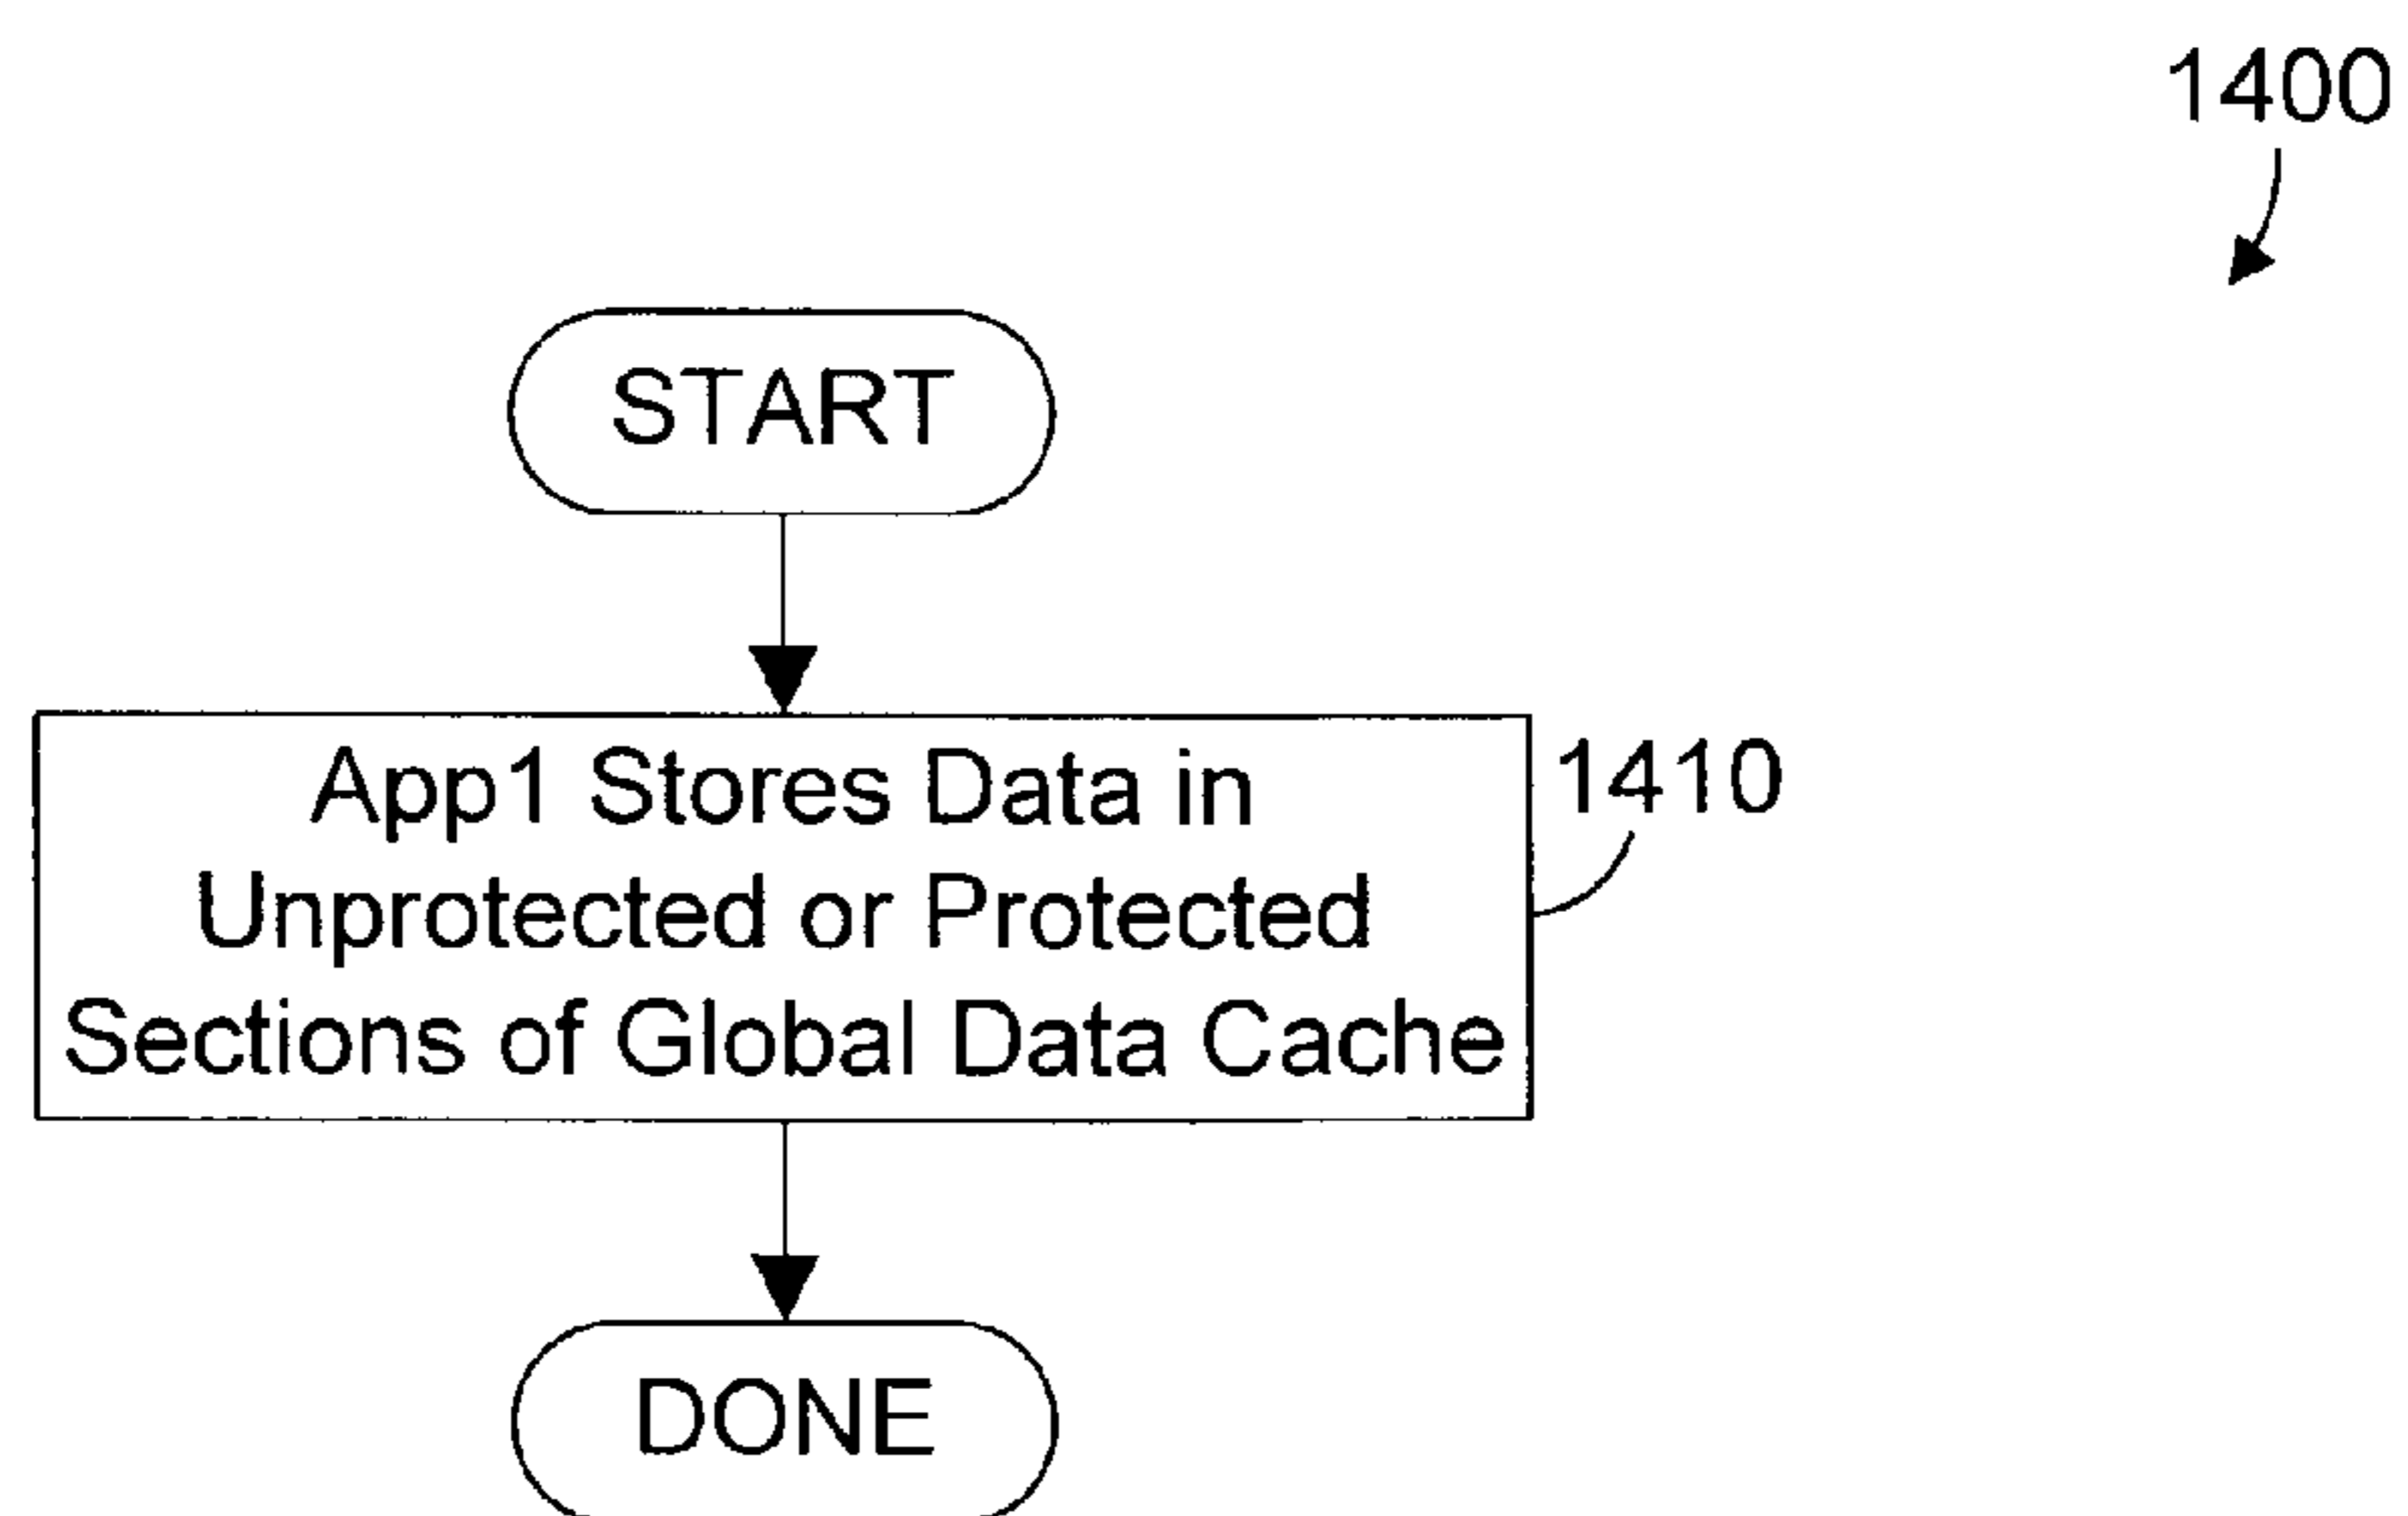 1400
START
App1 Stores Data in
Unprotected or Protected
Sections of Global Data Cache
1410
DONE